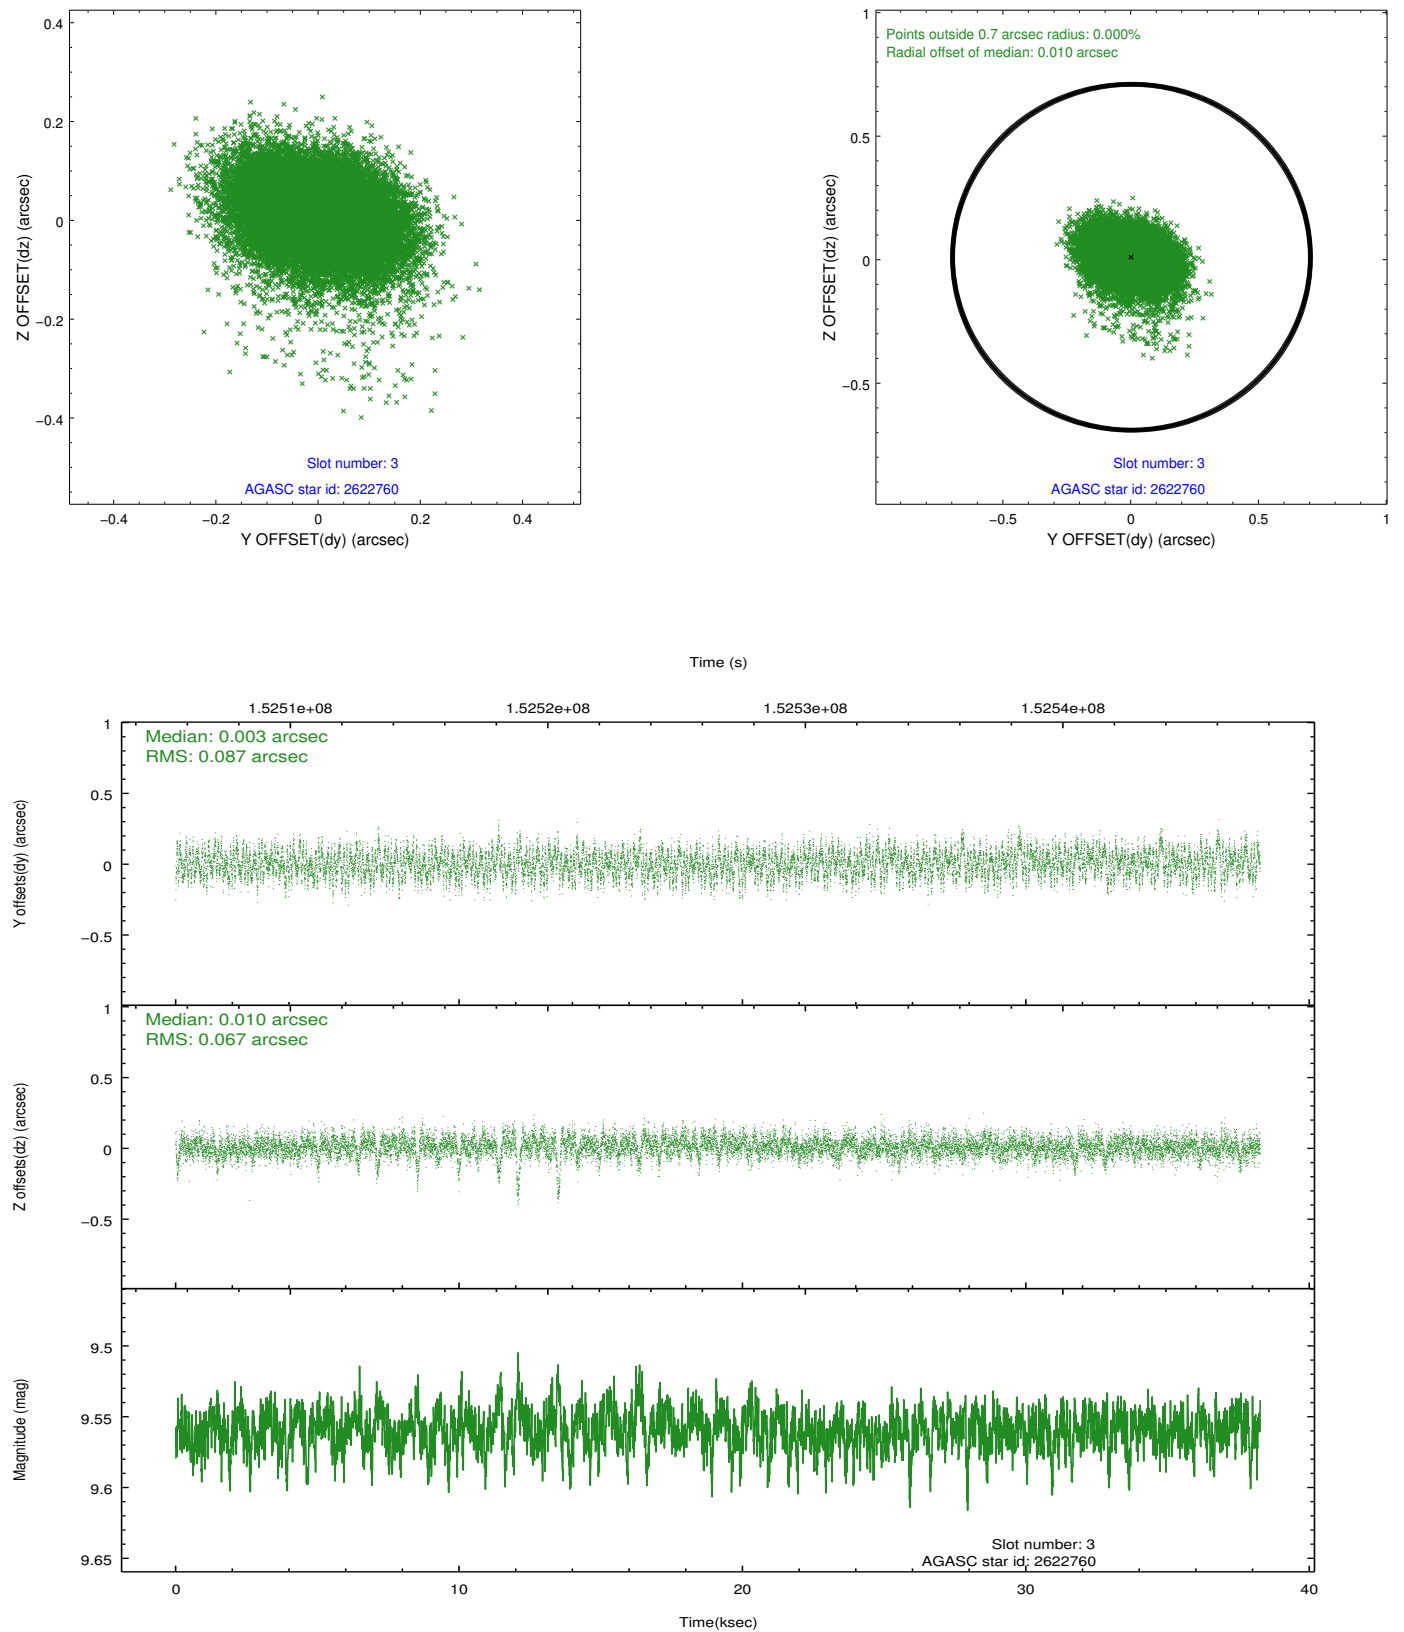 0.4
0.2
0
−0.2
−0.4
Z OFFSET(dz) (arcsec)
Slot number: 3
AGASC star id: 2622760
−0.4
−0.2
0
0.2
0.4
Y OFFSET(dy) (arcsec)
Points outside 0.7 arcsec radius: 0.000%
Radial offset of median: 0.010 arcsec
1
0.5
0
−0.5
Z OFFSET(dz) (arcsec)
Slot number: 3
AGASC star id: 2622760
−0.5
0
0.5
1
Y OFFSET(dy) (arcsec)
Time (s)
1.5251e+08
1.5252e+08
1.5253e+08
1.5254e+08
Median: 0.003 arcsec
RMS: 0.087 arcsec
1
0.5
0
−0.5
Y offsets(dy) (arcsec)
Median: 0.010 arcsec
RMS: 0.067 arcsec
1
0.5
0
−0.5
Z offsets(dz) (arcsec)
9.5
9.55
9.6
9.65
Magnitude (mag)
Slot number: 3
AGASC star id: 2622760
0
10
20
30
40
Time(ksec)